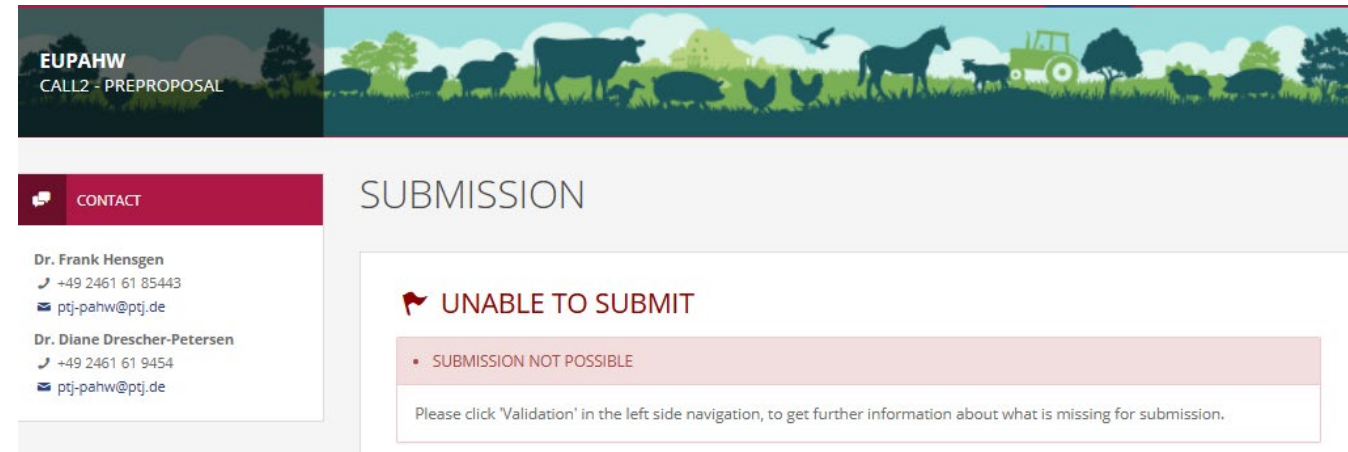 EUPAHW
CALL2 - PREPROPOSAL
CONTACT
Dr. Frank Hensgen
+49 2461 61 85443
ptj-pahw@ptj.de
Dr. Diane Drescher-Petersen
+49 2461 61 9454
ptj-pahw@ptj.de
SUBMISSION
UNABLE TO SUBMIT
• SUBMISSION NOT POSSIBLE
Please click 'Validation' in the left side navigation, to get further information about what is missing for submission.